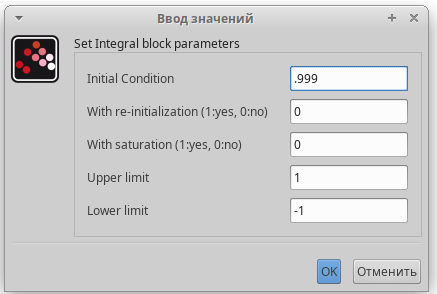 Ввод значений
Set Integral block parameters
Initial Condition .999
With re-initialization (1:yes, 0:no) 0
With saturation (1:yes, 0:no) 0
Upper limit 1
Lower limit -1
OK Отменить